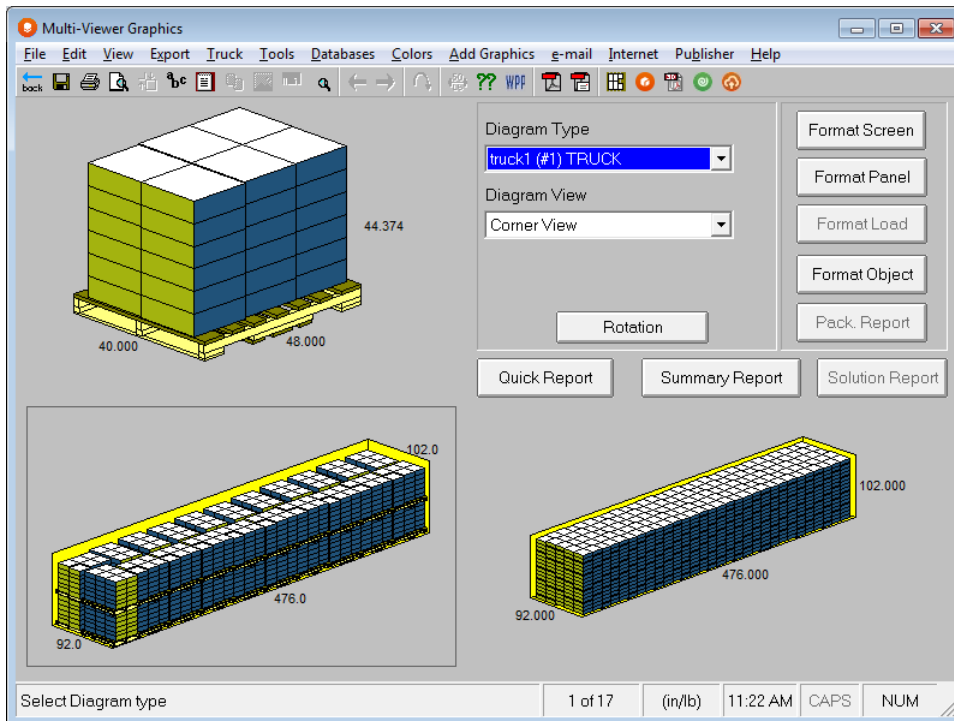 Multi-Viewer Graphics
File Edit View Export Truck Tools Databases Colors Add Graphics e-mail Internet Publisher Help
back abc ?? WPF
Diagram Type
truck1 (#1) TRUCK
Diagram View
Corner View
Rotation
Format Screen
Format Panel
Format Load
Format Object
Pack. Report
Quick Report Summary Report Solution Report
44.374
40.000
48.000
102.0
476.0
92.0
102.000
476.000
92.000
Select Diagram type 1 of 17 (in/lb) 11:22 AM CAPS NUM